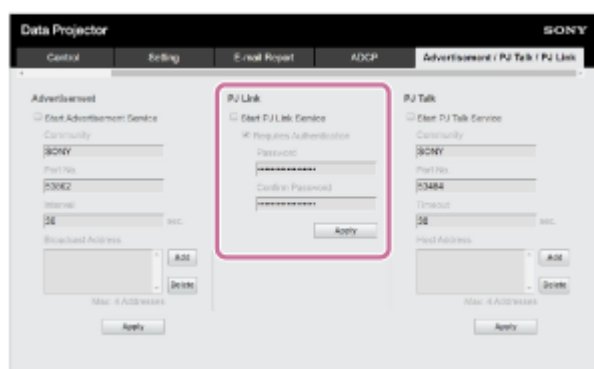 Data Projector
SONY
Control
Setting
E-mail Report
ADCP
Advertisement / PJ Talk / PJ Link
Advertisement
Start Advertisement Service
Community
SONY
Port No.
53862
Interval
30 sec.
Broadcast Address
Add
Delete
Max: 4 Addresses
Apply
PJ Link
Start PJ Link Service
Requires Authentication
Password
Confirm Password
Apply
PJ Talk
Start PJ Talk Service
Community
SONY
Port No.
53484
Timeout
30 sec.
Host Address
Add
Delete
Max: 4 Addresses
Apply